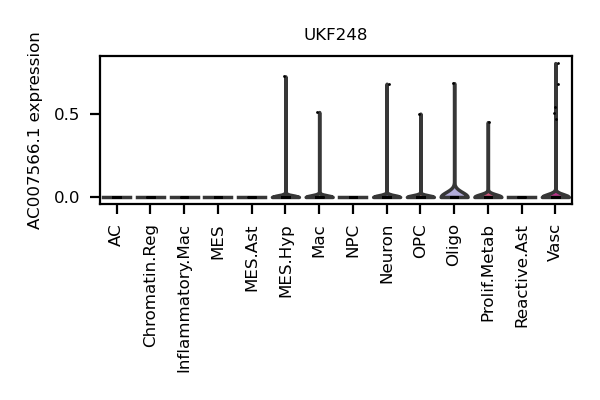 UKF248
AC007566.1 expression
0.5
0.0
AC
Chromatin.Reg
Inflammatory.Mac
MES
MES.Ast
MES.Hyp
Mac
NPC
Neuron
OPC
Oligo
Prolif.Metab
Reactive.Ast
Vasc